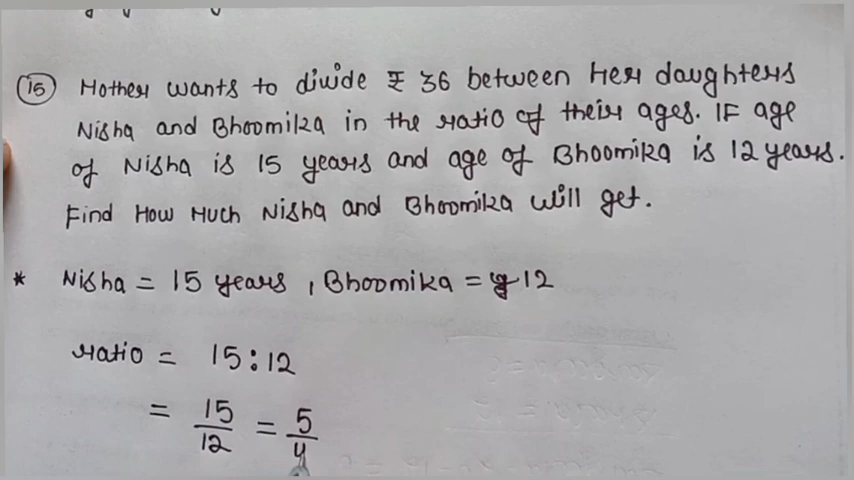 15 Mother wants to divide ₹ 36 between Her daughters
Nisha and Bhoomika in the ratio of their ages. IF age
of Nisha is 15 years and age of Bhoomika is 12 years.
Find How Much Nisha and Bhoomika will get.
* Nisha = 15 years, Bhoomika = 12
ratio = 15:12
= 15/12 = 5/4